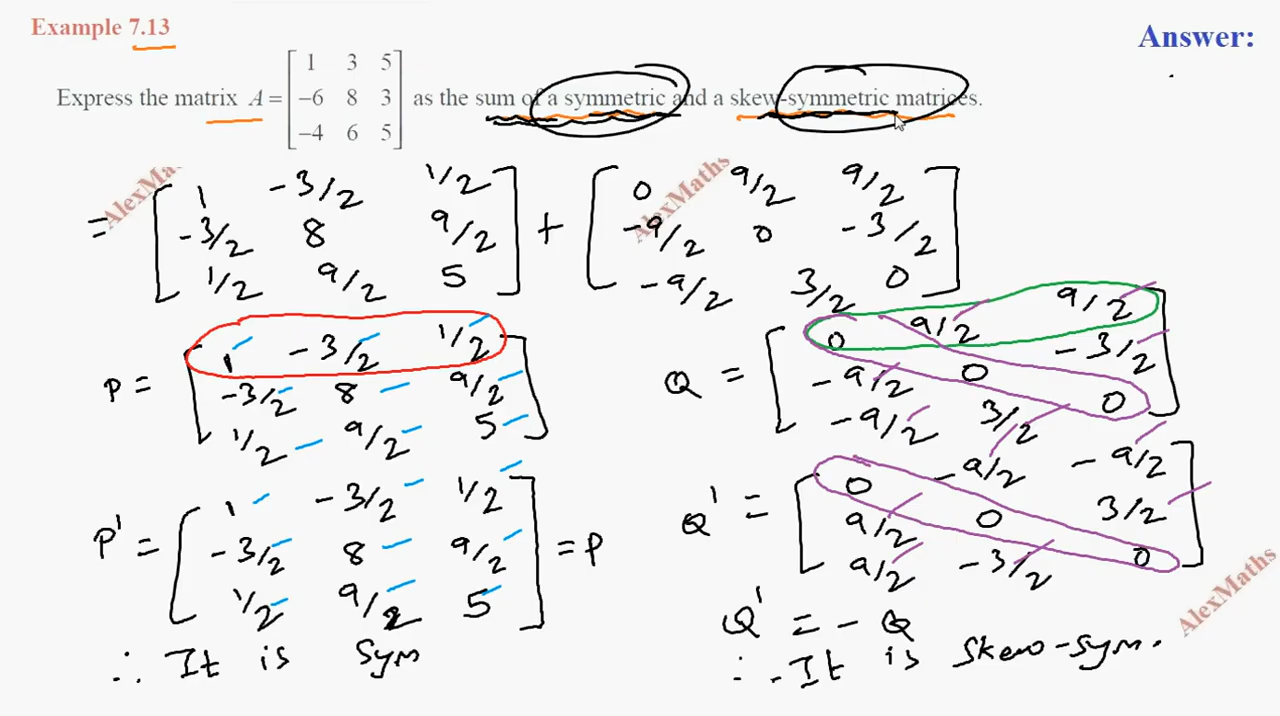 Example 7.13
Answer:
Express the matrix A = [ 1 3 5 ; -6 8 3 ; -4 6 5 ] as the sum of a symmetric and a skew-symmetric matrices.
AlexMaths AlexMaths
= [ 1 -3/2 1/2 ; -3/2 8 9/2 ; 1/2 9/2 5 ] + [ 0 9/2 9/2 ; -9/2 0 -3/2 ; -9/2 3/2 0 ]
P = [ 1 -3/2 1/2 ; -3/2 8 9/2 ; 1/2 9/2 5 ]
Q = [ 0 9/2 9/2 ; -9/2 0 -3/2 ; -9/2 3/2 0 ]
P' = [ 1 -3/2 1/2 ; -3/2 8 9/2 ; 1/2 9/2 5 ] = P
Q' = [ 0 -9/2 -9/2 ; 9/2 0 3/2 ; 9/2 -3/2 0 ]
∴ It is Sym
Q' = - Q
∴ It is Skew-sym.
AlexMaths